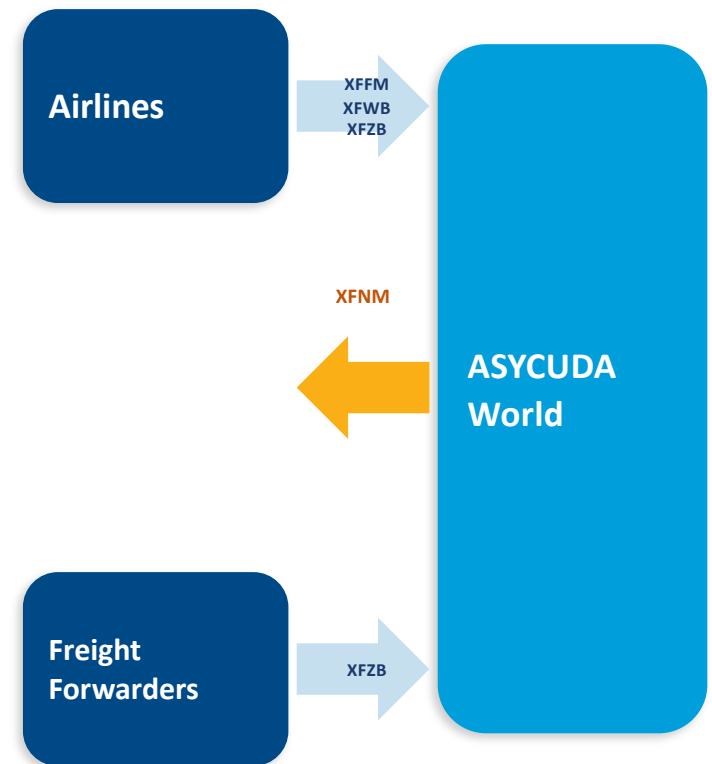 Airlines
XFFM
XFWB
XFZB
XFNM
ASYCUDA
World
Freight
Forwarders
XFZB